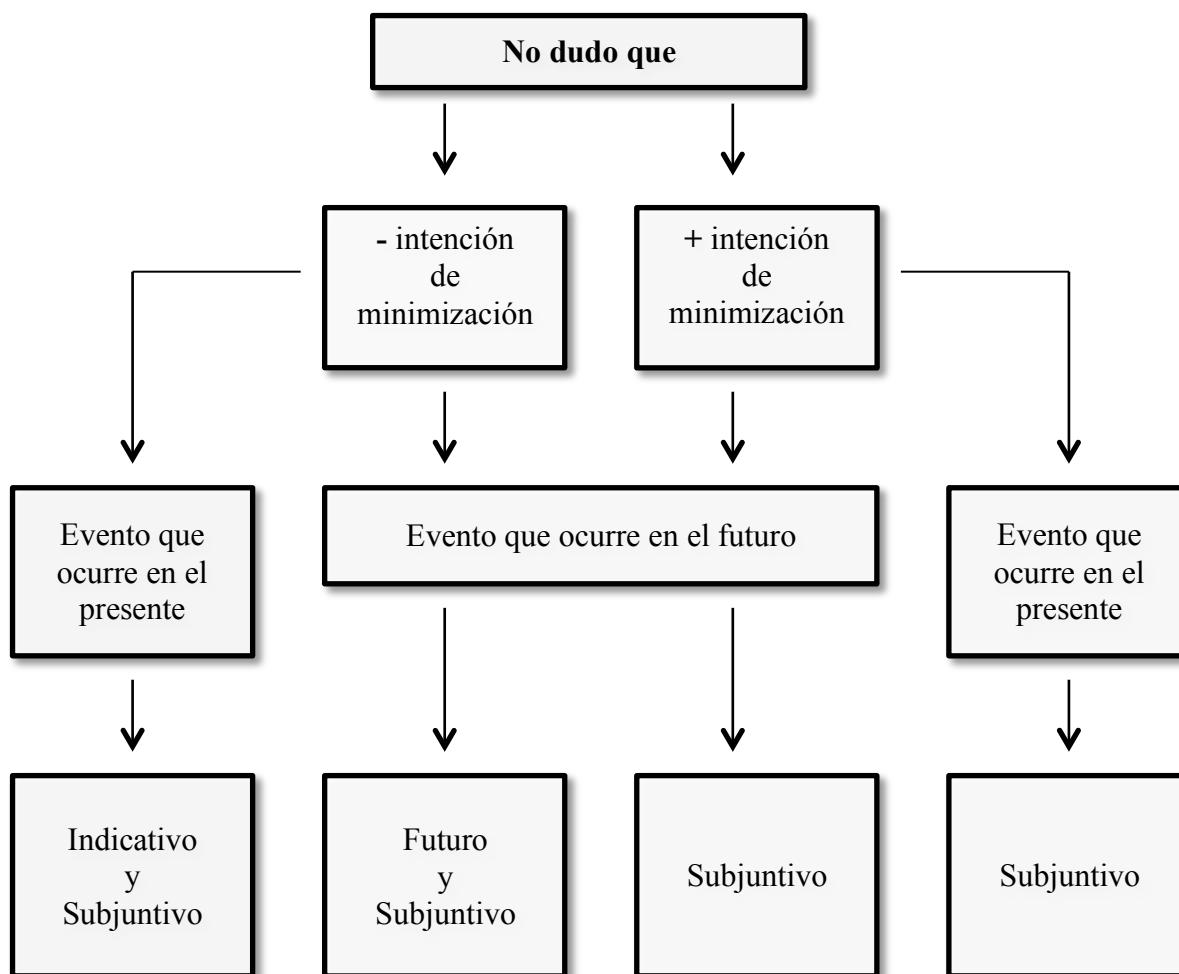 No dudo que
- intención
de
minimización
+ intención
de
minimización
Evento que
ocurre en el
presente
Evento que ocurre en el futuro
Evento que
ocurre en el
presente
Indicativo
y
Subjuntivo
Futuro
y
Subjuntivo
Subjuntivo
Subjuntivo